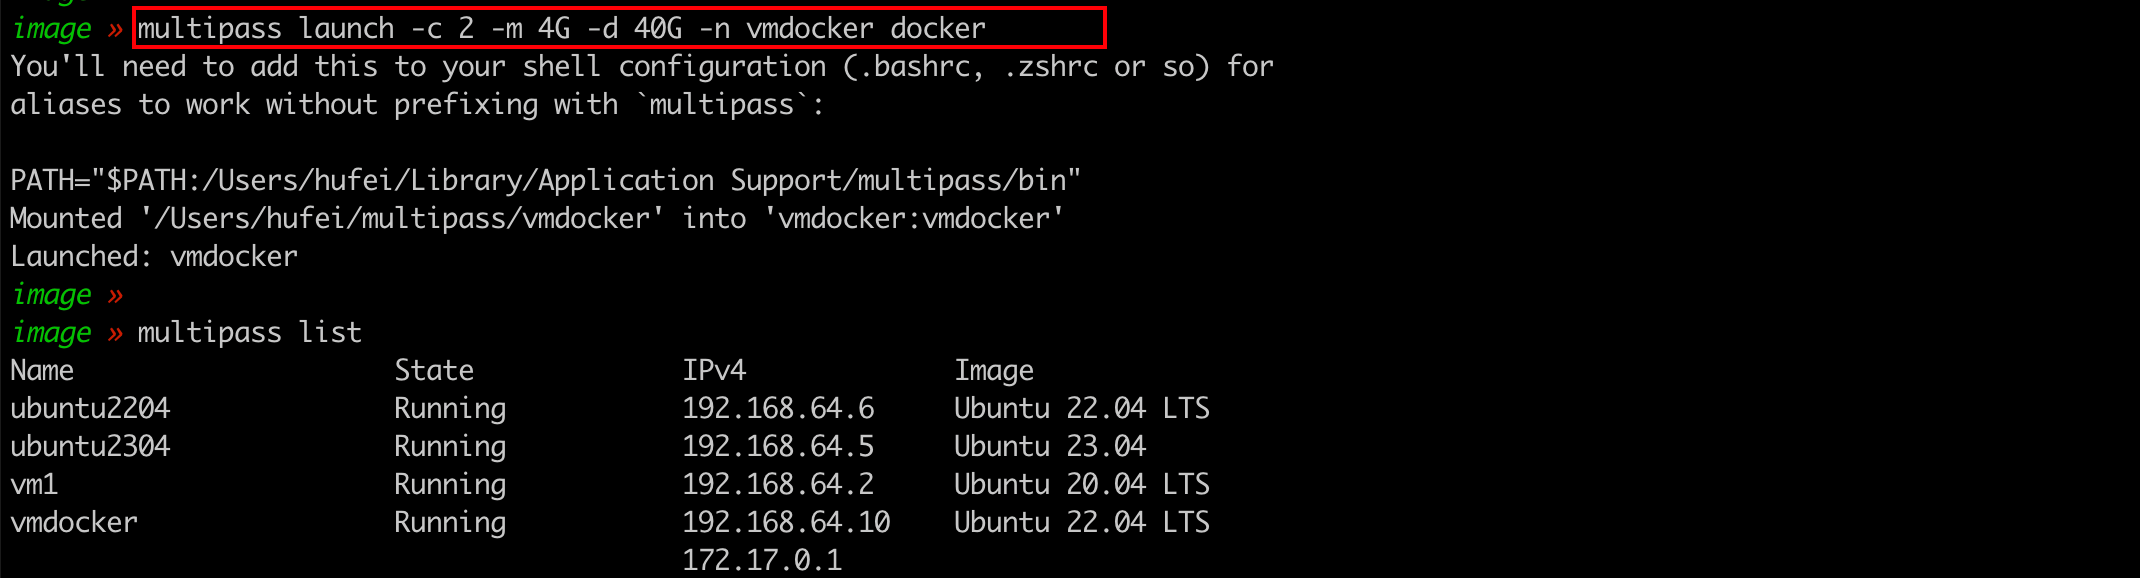 image » multipass launch -c 2 -m 4G -d 40G -n vmdocker docker
You'll need to add this to your shell configuration (.bashrc, .zshrc or so) for
aliases to work without prefixing with `multipass`:
PATH="$PATH:/Users/hufei/Library/Application Support/multipass/bin"
Mounted '/Users/hufei/multipass/vmdocker' into 'vmdocker:vmdocker'
Launched: vmdocker
image »
image » multipass list
Name State IPv4 Image
ubuntu2204 Running 192.168.64.6 Ubuntu 22.04 LTS
ubuntu2304 Running 192.168.64.5 Ubuntu 23.04
vm1 Running 192.168.64.2 Ubuntu 20.04 LTS
vmdocker Running 192.168.64.10 Ubuntu 22.04 LTS
172.17.0.1